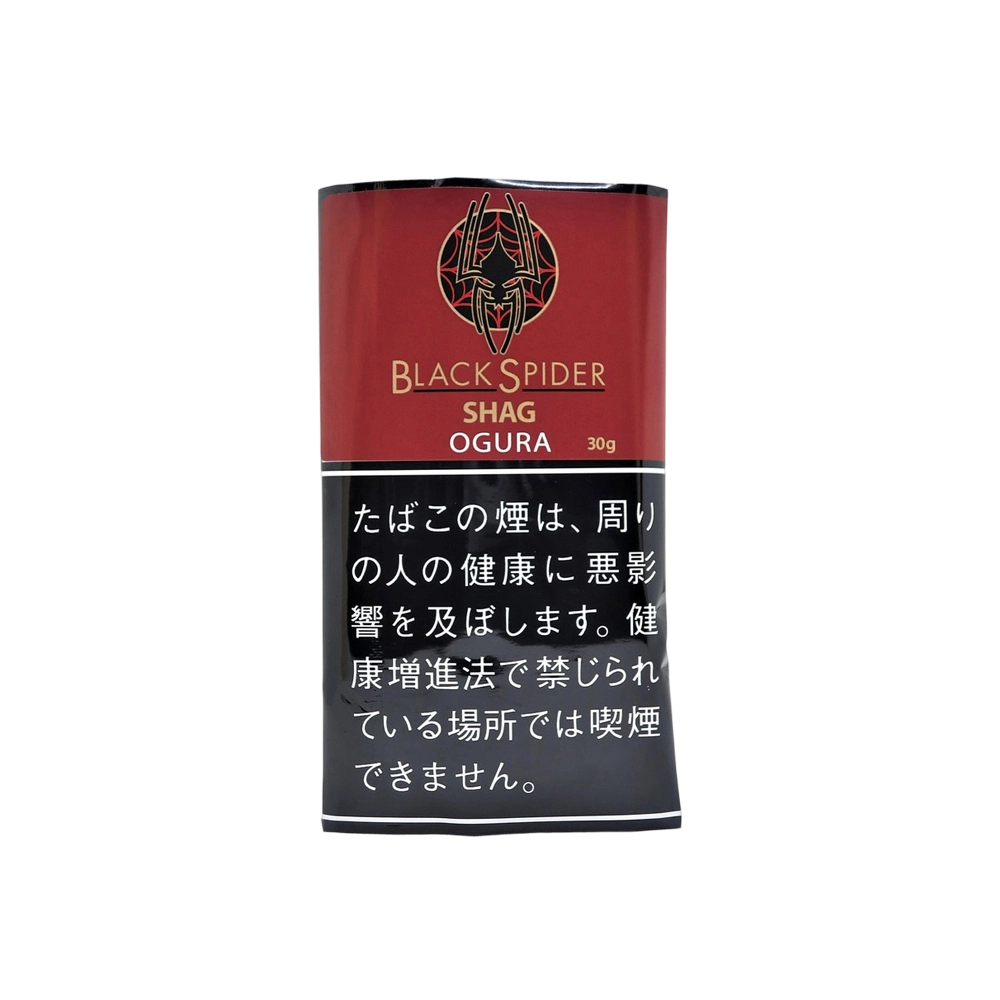 BLACK SPIDER
SHAG
OGURA 30g
たばこの煙は、周り
の人の健康に悪影
響を及ぼします。健
康増進法で禁じられ
ている場所では喫煙
できません。